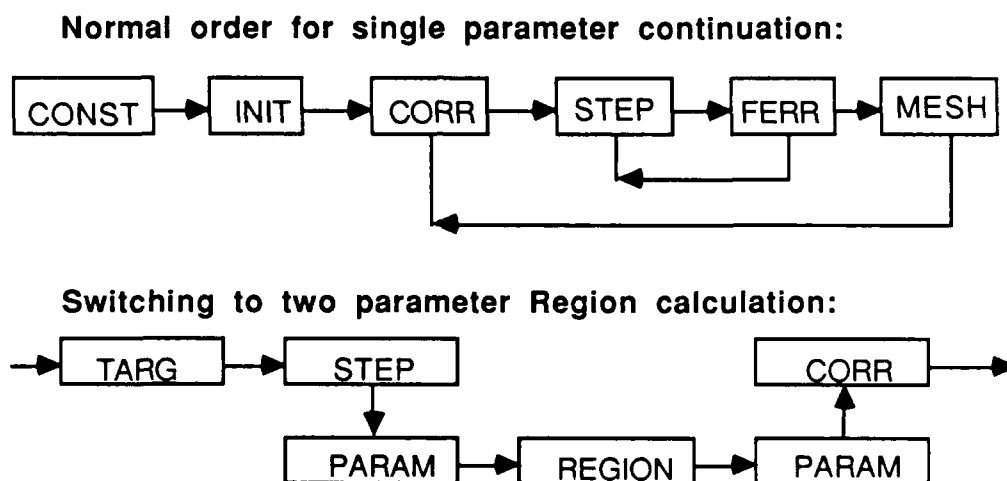 Normal order for single parameter continuation:
CONST INIT CORR STEP FERR MESH
Switching to two parameter Region calculation:
TARG STEP CORR
PARAM REGION PARAM